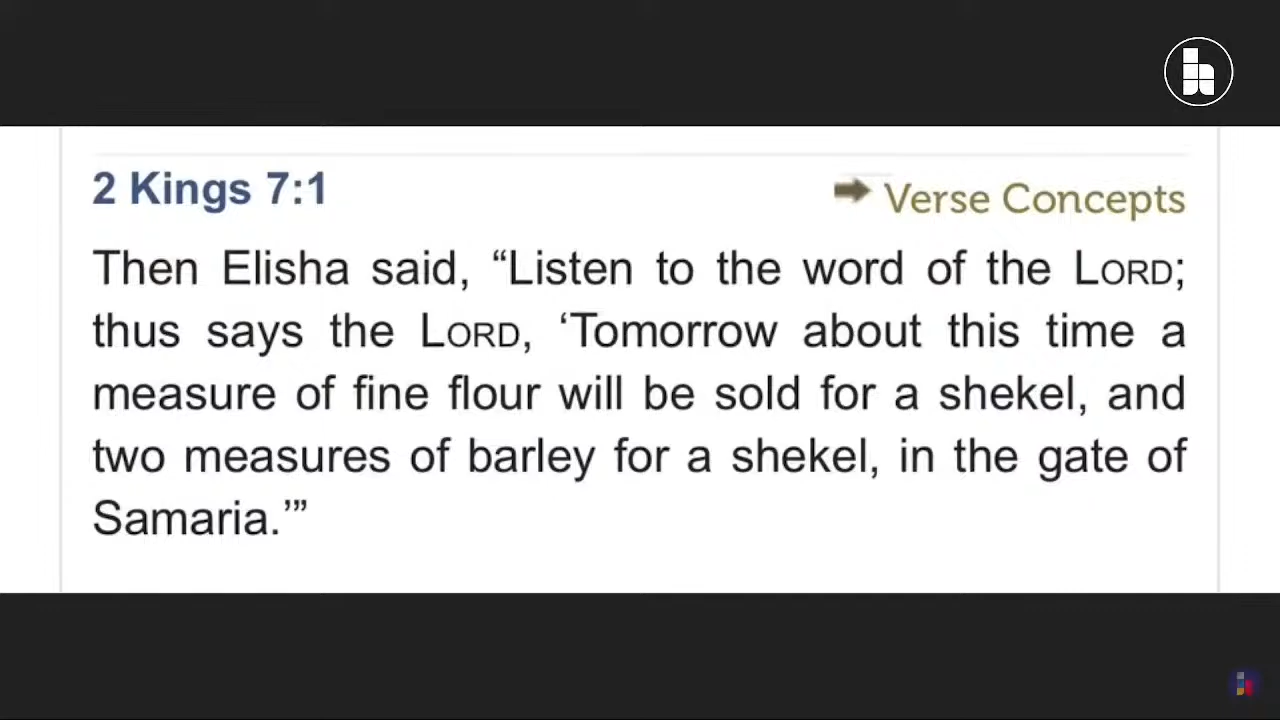 2 Kings 7:1
Verse Concepts
Then Elisha said, “Listen to the word of the LORD;
thus says the LORD, ‘Tomorrow about this time a
measure of fine flour will be sold for a shekel, and
two measures of barley for a shekel, in the gate of
Samaria.’”